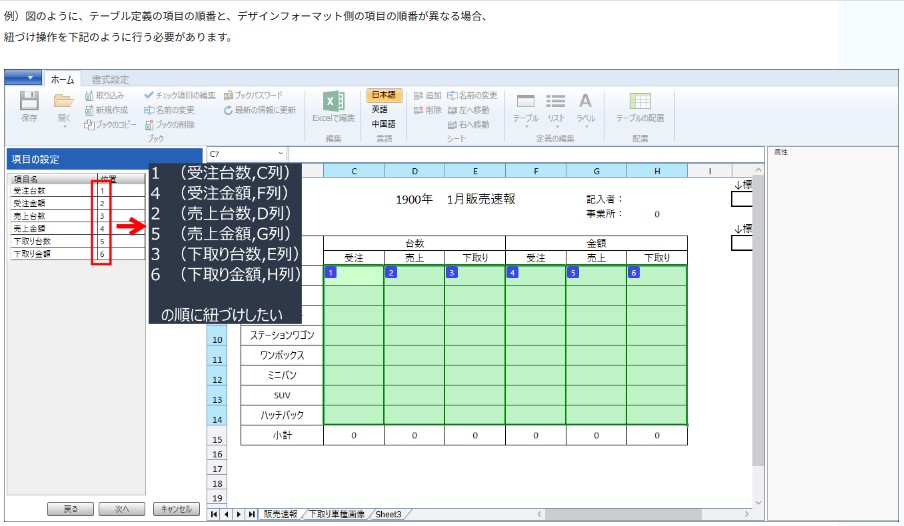 例）図のように、テーブル定義の項目の順番と、デザインフォーマット側の項目の順番が異なる場合、
紐づけ操作を下記のように行う必要があります。
ホーム 書式設定
保存 開く 取り込み 新規作成 ブックのコピー チェック項目の編集 名前の変更 ブックの削除 ブックパスワード 最新の情報に更新
ブック
Excelで編集
編集
日本語 英語 中国語
言語
追加 削除 名前の変更 左へ移動 右へ移動
シート
テーブル リスト ラベル
定義の編集
テーブルの配置
配置
項目の設定
C7
属性
項目名 位置
受注台数 1
受注金額 2
売上台数 3
売上金額 4
下取り台数 5
下取り金額 6
1 （受注台数,C列）
4 （受注金額,F列）
2 （売上台数,D列）
5 （売上金額,G列）
3 （下取り台数,E列）
6 （下取り金額,H列）
の順に紐づけしたい
C D E F G H I
1900年 1月販売速報
記入者：
事業所： 0
↓標
↓標
台数 金額
受注 売上 下取り 受注 売上 下取り
1 2 3 4 5 6
10 ステーションワゴン
11 ワンボックス
12 ミニバン
13 SUV
14 ハッチバック
15 小計 0 0 0 0 0 0
16
17
18
19
戻る 次へ キャンセル
販売速報 下取り車種画像 Sheet3